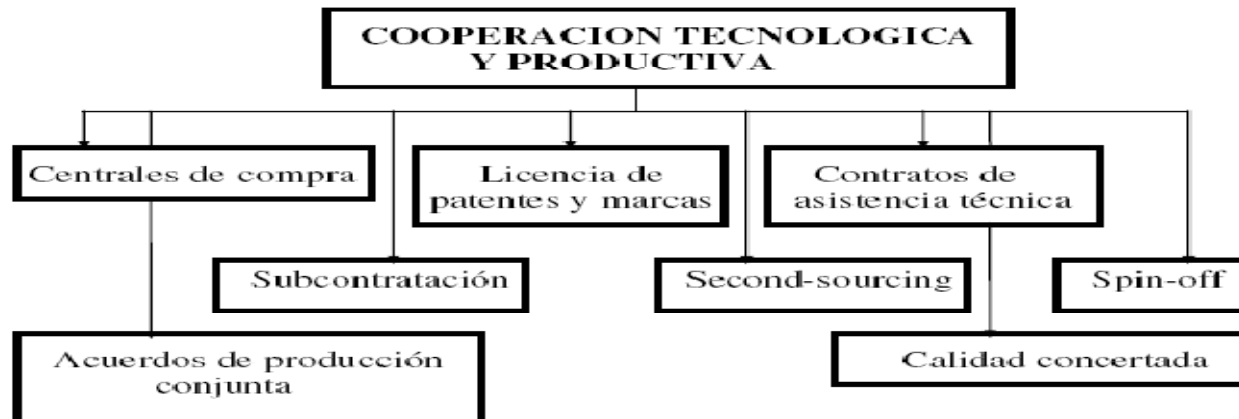 COOPERACION TECNOLOGICA
Y PRODUCTIVA
Centrales de compra
Licencia de
patentes y marcas
Contratos de
asistencia técnica
Subcontratación
Second-sourcing
Spin-off
Acuerdos de producción
conjunta
Calidad concertada